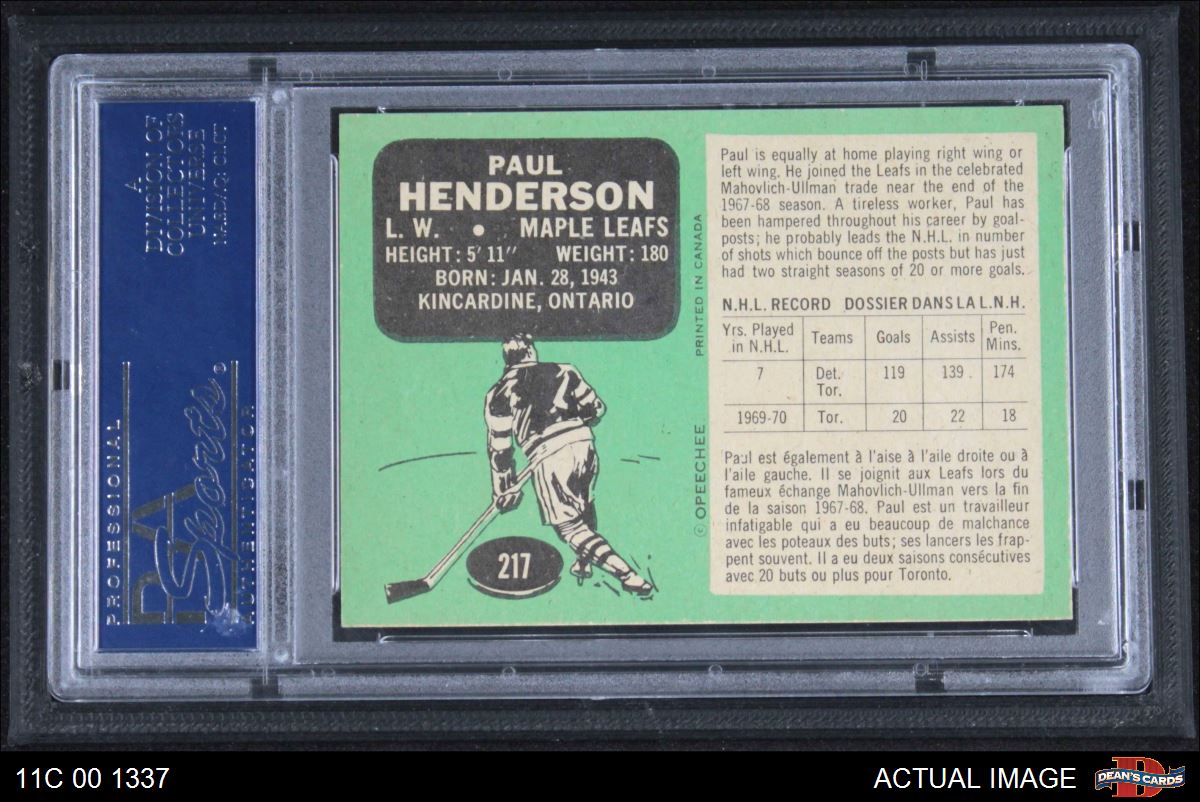 A
DIVISION OF
COLLECTORS
UNIVERSE
NASDAQ: CLCT
PROFESSIONAL
PSA
Sports®
AUTHENTICATOR
PAUL
HENDERSON
L. W. • MAPLE LEAFS
HEIGHT: 5' 11" WEIGHT: 180
BORN: JAN. 28, 1943
KINCARDINE, ONTARIO
217
PRINTED IN CANADA
© OPEECHEE
Paul is equally at home playing right wing or
left wing. He joined the Leafs in the celebrated
Mahovlich-Ullman trade near the end of the
1967-68 season. A tireless worker, Paul has
been hampered throughout his career by goal-
posts; he probably leads the N.H.L. in number
of shots which bounce off the posts but has just
had two straight seasons of 20 or more goals.
N.H.L. RECORD DOSSIER DANS LA L.N.H.
Yrs. Played in N.H.L. Teams Goals Assists Pen. Mins.
7 Det. Tor. 119 139 174
1969-70 Tor. 20 22 18
Paul est également à l'aise à l'aile droite ou à
l'aile gauche. Il se joignit aux Leafs lors du
fameux échange Mahovlich-Ullman vers la fin
de la saison 1967-68. Paul est un travailleur
infatigable qui a eu beaucoup de malchance
avec les poteaux des buts; ses lancers les frap-
pent souvent. Il a eu deux saisons consécutives
avec 20 buts ou plus pour Toronto.
11C 00 1337
ACTUAL IMAGE
D
DEAN'S CARDS